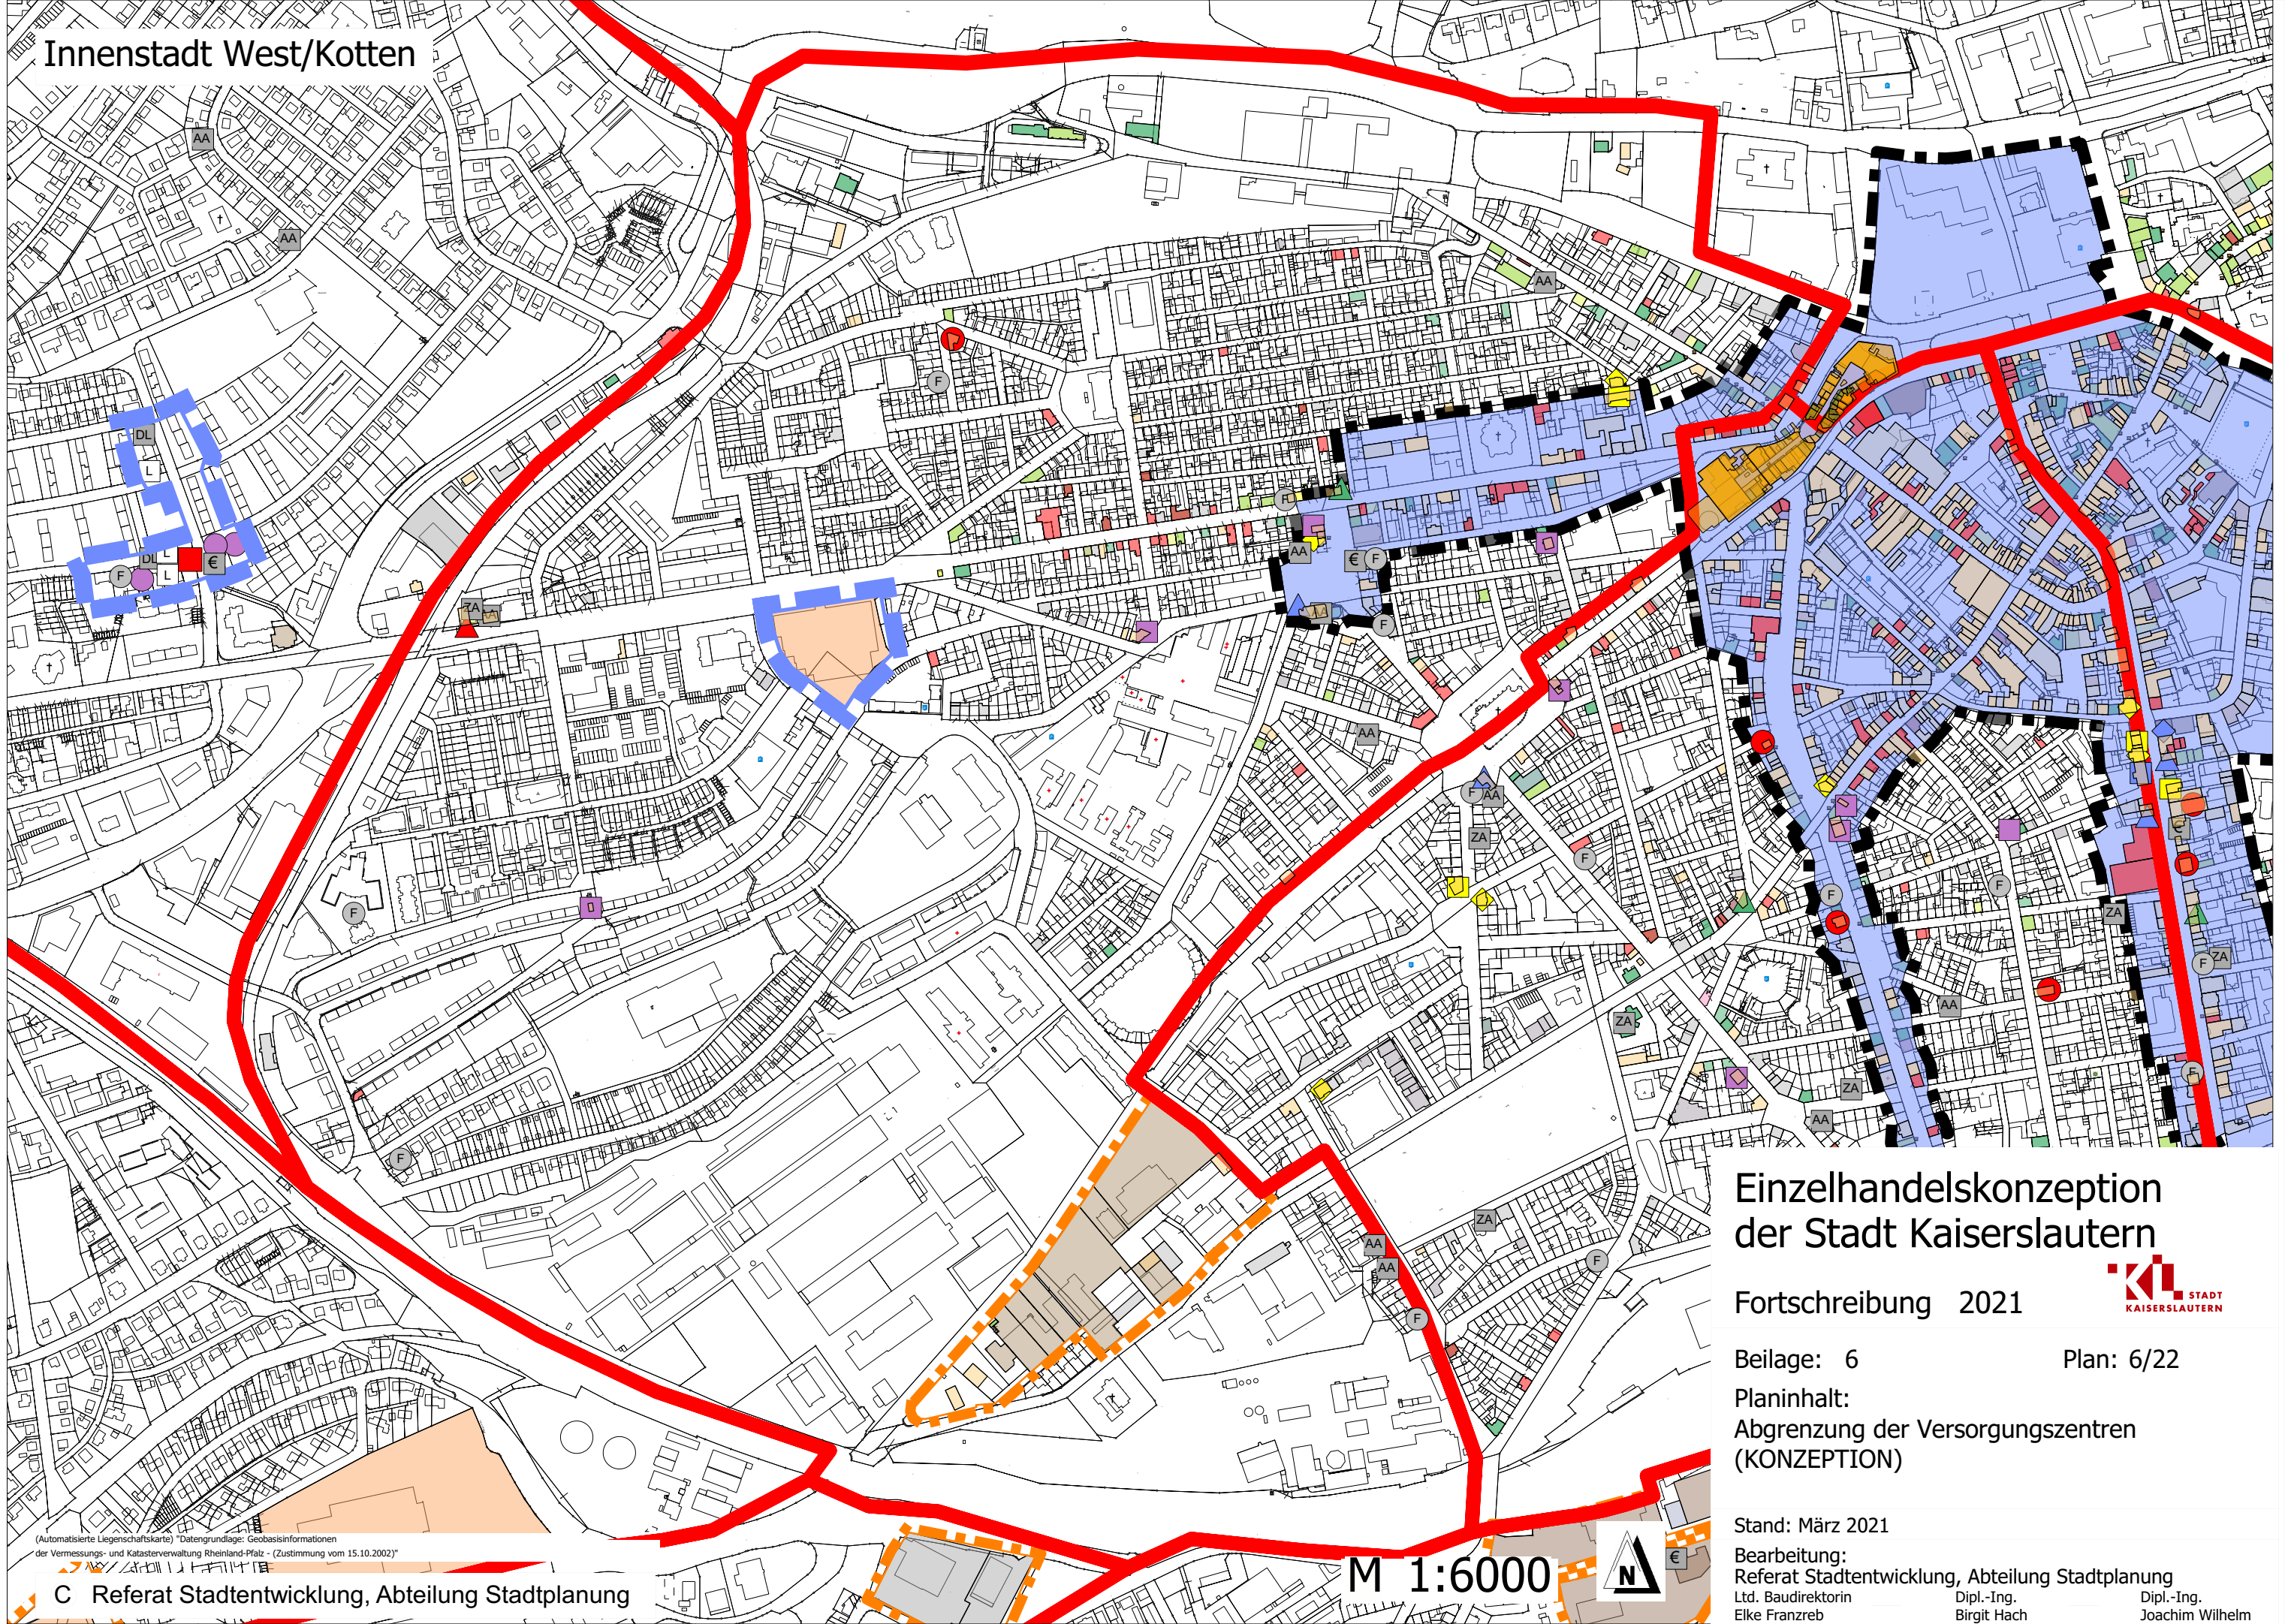 Innenstadt West/Kotten
AA
AA
AA
F
DL
L
F
AA
€
F
DL
L
L
€
F
ZA
AA
AA
F
AA
F
AA
ZA
F
F
€
F
F
ZA
F
ZA
AA
ZA
F
ZA
AA
F
ZA
AA
AA
F
F
€
Einzelhandelskonzeption
der Stadt Kaiserslautern
STADT
KAISERSLAUTERN
Fortschreibung 2021
Beilage: 6 Plan: 6/22
Planinhalt:
Abgrenzung der Versorgungszentren
(KONZEPTION)
Stand: März 2021
Bearbeitung:
Referat Stadtentwicklung, Abteilung Stadtplanung
Ltd. Baudirektorin Dipl.-Ing. Dipl.-Ing.
Elke Franzreb Birgit Hach Joachim Wilhelm
(Automatisierte Liegenschaftskarte) "Datengrundlage: Geobasisinformationen
der Vermessungs- und Katasterverwaltung Rheinland-Pfalz - (Zustimmung vom 15.10.2002)"
C Referat Stadtentwicklung, Abteilung Stadtplanung
M 1:6000
N